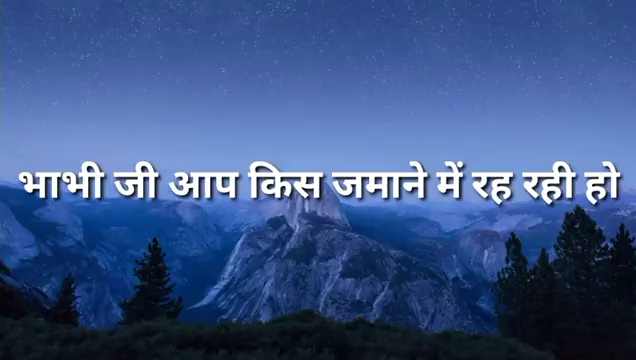 भाभी जी आप किस जमाने में रह रही हो